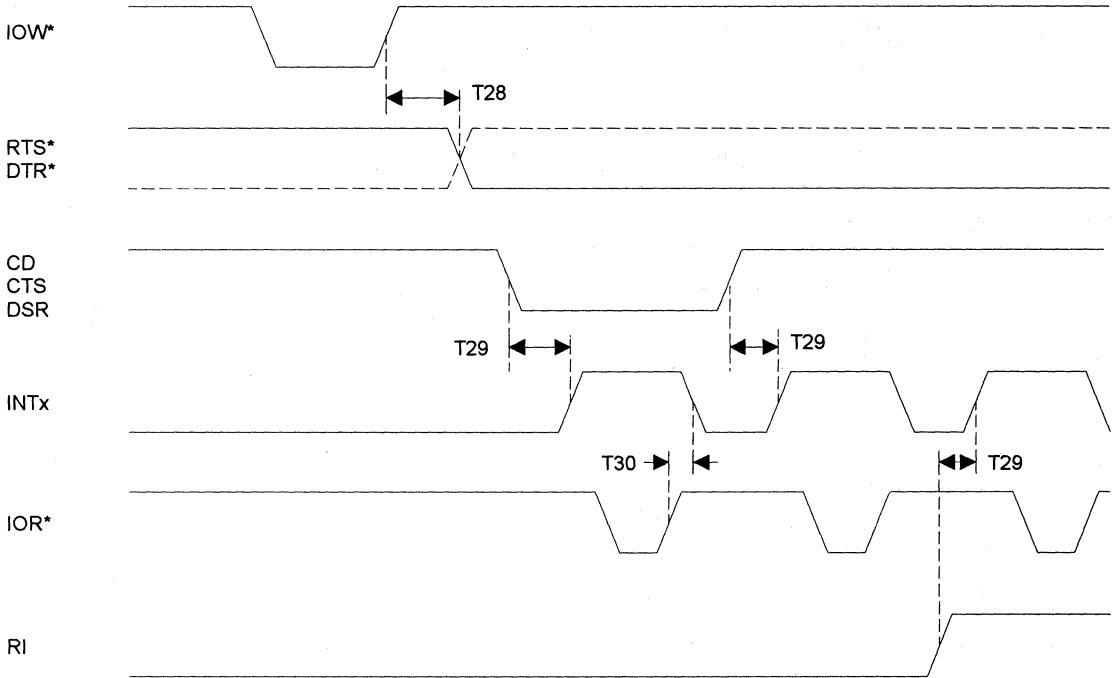 IOW*
T28
RTS*
DTR*
CD
CTS
DSR
T29
T29
INTx
T30
T29
IOR*
RI